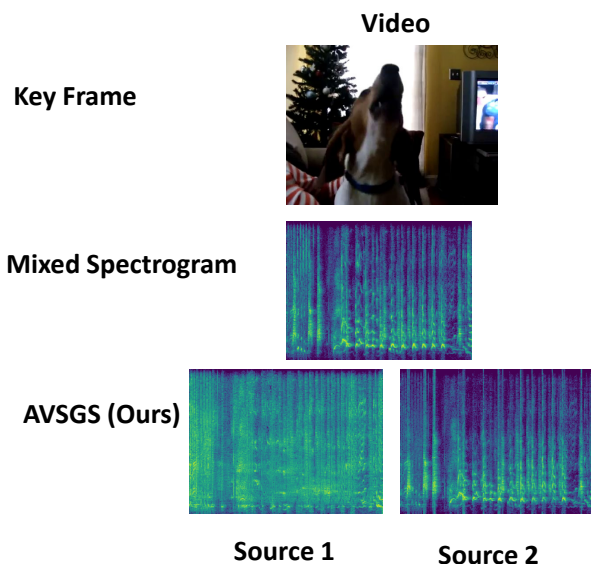 Video
Key Frame
Mixed Spectrogram
AVSGS (Ours)
Source 1
Source 2